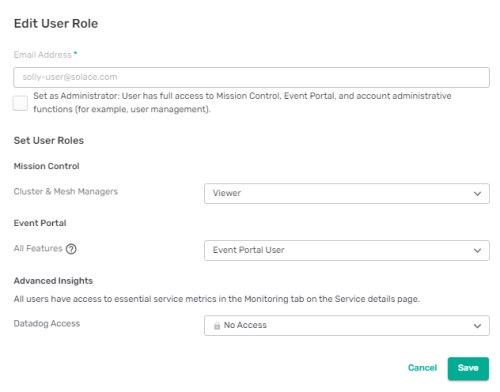 Edit User Role
Email Address *
solly-user@solace.com
Set as Administrator: User has full access to Mission Control, Event Portal, and account administrative
functions (for example, user management).
Set User Roles
Mission Control
Cluster & Mesh Managers
Viewer
Event Portal
All Features ?
Event Portal User
Advanced Insights
All users have access to essential service metrics in the Monitoring tab on the Service details page.
Datadog Access
No Access
Cancel
Save